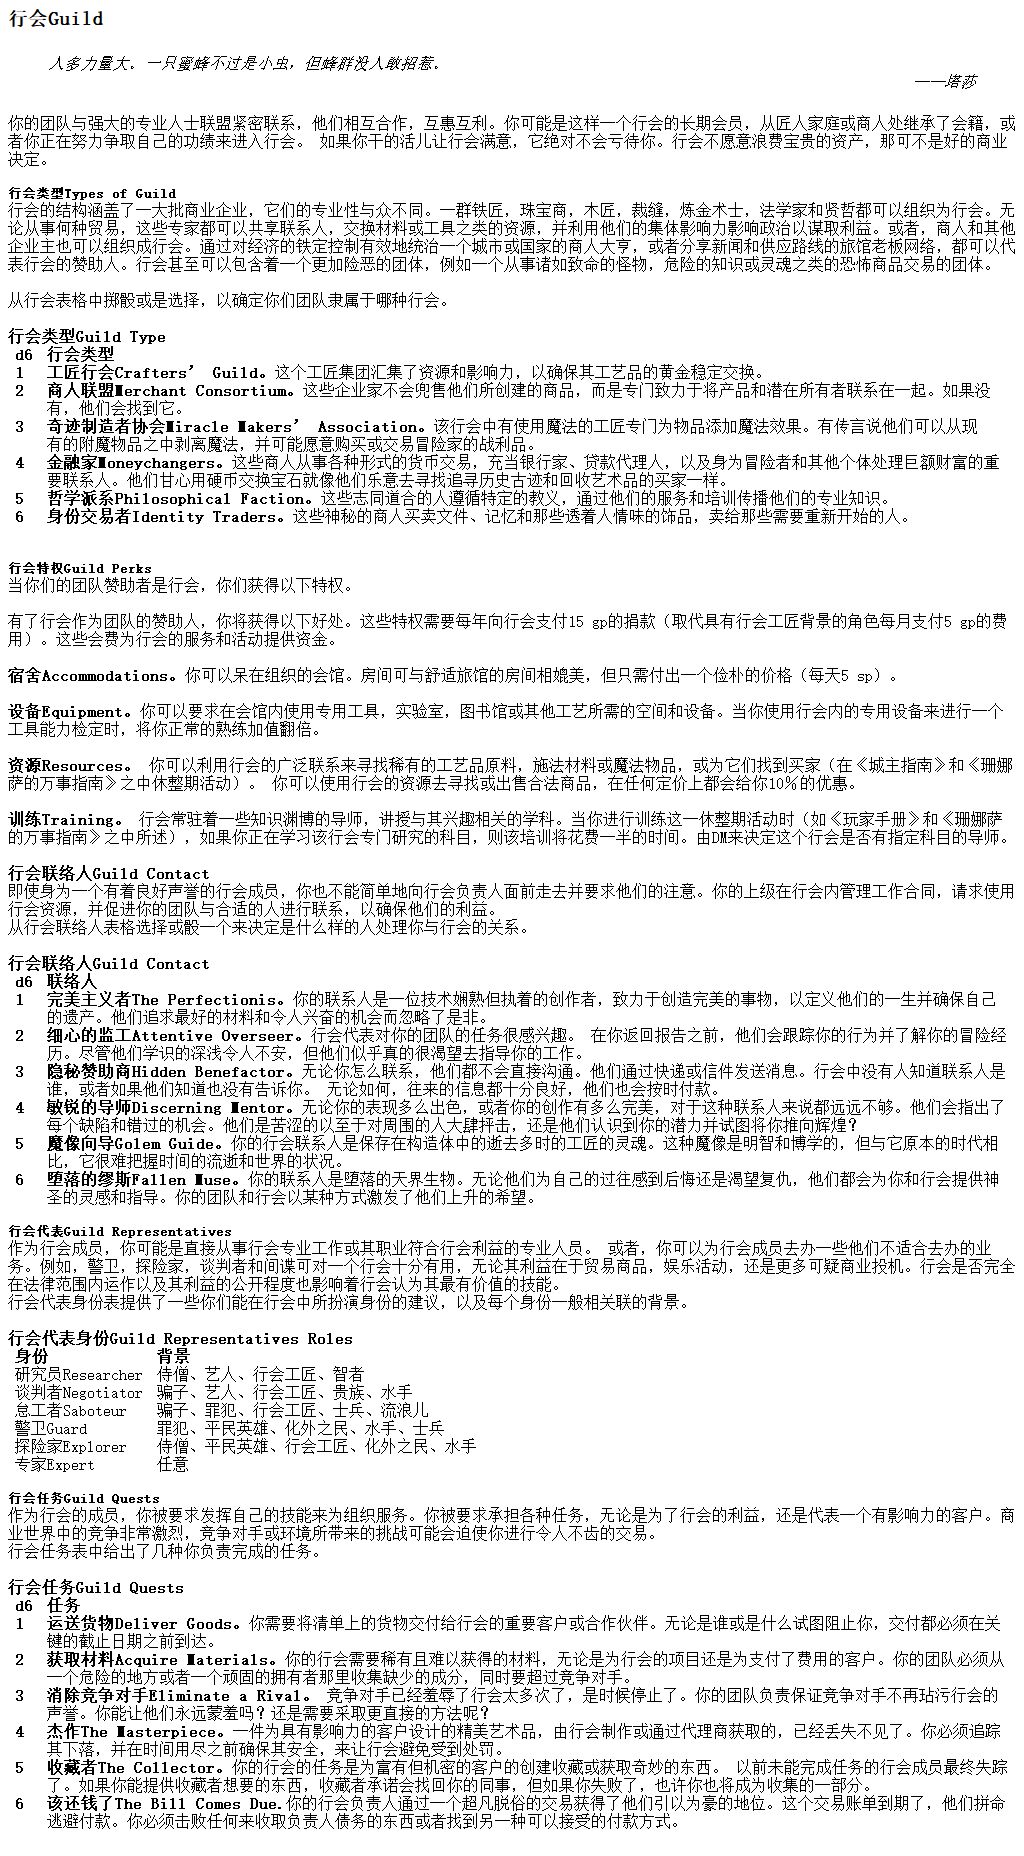 行会Guild
人多力量大。一只蜜蜂不过是小虫，但蜂群没人敢招惹。
——塔莎
你的团队与强大的专业人士联盟紧密联系，他们相互合作，互惠互利。你可能是这样一个行会的长期会员，从匠人家庭或商人处继承了会籍，或
者你正在努力争取自己的功绩来进入行会。 如果你干的活儿让行会满意，它绝对不会亏待你。行会不愿意浪费宝贵的资产，那可不是好的商业
决定。
行会类型Types of Guild
行会的结构涵盖了一大批商业企业，它们的专业性与众不同。一群铁匠，珠宝商，木匠，裁缝，炼金术士，法学家和贤哲都可以组织为行会。无
论从事何种贸易，这些专家都可以共享联系人，交换材料或工具之类的资源，并利用他们的集体影响力影响政治以谋取利益。或者，商人和其他
企业主也可以组织成行会。通过对经济的铁定控制有效地统治一个城市或国家的商人大亨，或者分享新闻和供应路线的旅馆老板网络，都可以代
表行会的赞助人。行会甚至可以包含着一个更加险恶的团体，例如一个从事诸如致命的怪物，危险的知识或灵魂之类的恐怖商品交易的团体。
从行会表格中掷骰或是选择，以确定你们团队隶属于哪种行会。
行会类型Guild Type
d6 行会类型
1 工匠行会Crafters’ Guild。这个工匠集团汇集了资源和影响力，以确保其工艺品的黄金稳定交换。
2 商人联盟Merchant Consortium。这些企业家不会兜售他们所创建的商品，而是专门致力于将产品和潜在所有者联系在一起。如果没
有，他们会找到它。
3 奇迹制造者协会Miracle Makers’ Association。该行会中有使用魔法的工匠专门为物品添加魔法效果。有传言说他们可以从现
有的附魔物品之中剥离魔法，并可能愿意购买或交易冒险家的战利品。
4 金融家Moneychangers。这些商人从事各种形式的货币交易，充当银行家、贷款代理人，以及身为冒险者和其他个体处理巨额财富的重
要联系人。他们甘心用硬币交换宝石就像他们乐意去寻找追寻历史古迹和回收艺术品的买家一样。
5 哲学派系Philosophical Faction。这些志同道合的人遵循特定的教义，通过他们的服务和培训传播他们的专业知识。
6 身份交易者Identity Traders。这些神秘的商人买卖文件、记忆和那些透着人情味的饰品，卖给那些需要重新开始的人。
行会特权Guild Perks
当你们的团队赞助者是行会，你们获得以下特权。
有了行会作为团队的赞助人，你将获得以下好处。这些特权需要每年向行会支付15 gp的捐款（取代具有行会工匠背景的角色每月支付5 gp的费
用）。这些会费为行会的服务和活动提供资金。
宿舍Accommodations。你可以呆在组织的会馆。房间可与舒适旅馆的房间相媲美，但只需付出一个俭朴的价格（每天5 sp）。
设备Equipment。你可以要求在会馆内使用专用工具，实验室，图书馆或其他工艺所需的空间和设备。当你使用行会内的专用设备来进行一个
工具能力检定时，将你正常的熟练加值翻倍。
资源Resources。 你可以利用行会的广泛联系来寻找稀有的工艺品原料，施法材料或魔法物品，或为它们找到买家（在《城主指南》和《珊娜
萨的万事指南》之中休整期活动）。 你可以使用行会的资源去寻找或出售合法商品，在任何定价上都会给你10％的优惠。
训练Training。 行会常驻着一些知识渊博的导师，讲授与其兴趣相关的学科。当你进行训练这一休整期活动时（如《玩家手册》和《珊娜萨
的万事指南》之中所述），如果你正在学习该行会专门研究的科目，则该培训将花费一半的时间。由DM来决定这个行会是否有指定科目的导师。
行会联络人Guild Contact
即使身为一个有着良好声誉的行会成员，你也不能简单地向行会负责人面前走去并要求他们的注意。你的上级在行会内管理工作合同，请求使用
行会资源，并促进你的团队与合适的人进行联系，以确保他们的利益。
从行会联络人表格选择或骰一个来决定是什么样的人处理你与行会的关系。
行会联络人Guild Contact
d6 联络人
1 完美主义者The Perfectionis。你的联系人是一位技术娴熟但执着的创作者，致力于创造完美的事物，以定义他们的一生并确保自己
的遗产。他们追求最好的材料和令人兴奋的机会而忽略了是非。
2 细心的监工Attentive Overseer。行会代表对你的团队的任务很感兴趣。 在你返回报告之前，他们会跟踪你的行为并了解你的冒险经
历。尽管他们学识的深浅令人不安，但他们似乎真的很渴望去指导你的工作。
3 隐秘赞助商Hidden Benefactor。无论你怎么联系，他们都不会直接沟通。他们通过快递或信件发送消息。行会中没有人知道联系人是
谁，或者如果他们知道也没有告诉你。 无论如何，往来的信息都十分良好，他们也会按时付款。
4 敏锐的导师Discerning Mentor。无论你的表现多么出色，或者你的创作有多么完美，对于这种联系人来说都远远不够。他们会指出了
每个缺陷和错过的机会。他们是苦涩的以至于对周围的人大肆抨击，还是他们认识到你的潜力并试图将你推向辉煌？
5 魔像向导Golem Guide。你的行会联系人是保存在构造体中的逝去多时的工匠的灵魂。这种魔像是明智和博学的，但与它原本的时代相
比，它很难把握时间的流逝和世界的状况。
6 堕落的缪斯Fallen Muse。你的联系人是堕落的天界生物。无论他们为自己的过往感到后悔还是渴望复仇，他们都会为你和行会提供神
圣的灵感和指导。你的团队和行会以某种方式激发了他们上升的希望。
行会代表Guild Representatives
作为行会成员，你可能是直接从事行会专业工作或其职业符合行会利益的专业人员。 或者，你可以为行会成员去办一些他们不适合去办的业
务。例如，警卫，探险家，谈判者和间谍可对一个行会十分有用，无论其利益在于贸易商品，娱乐活动，还是更多可疑商业投机。行会是否完全
在法律范围内运作以及其利益的公开程度也影响着行会认为其最有价值的技能。
行会代表身份表提供了一些你们能在行会中所扮演身份的建议，以及每个身份一般相关联的背景。
行会代表身份Guild Representatives Roles
身份 背景
研究员Researcher 侍僧、艺人、行会工匠、智者
谈判者Negotiator 骗子、艺人、行会工匠、贵族、水手
怠工者Saboteur 骗子、罪犯、行会工匠、士兵、流浪儿
警卫Guard 罪犯、平民英雄、化外之民、水手、士兵
探险家Explorer 侍僧、平民英雄、行会工匠、化外之民、水手
专家Expert 任意
行会任务Guild Quests
作为行会的成员，你被要求发挥自己的技能来为组织服务。你被要求承担各种任务，无论是为了行会的利益，还是代表一个有影响力的客户。商
业世界中的竞争非常激烈，竞争对手或环境所带来的挑战可能会迫使你进行令人不齿的交易。
行会任务表中给出了几种你负责完成的任务。
行会任务Guild Quests
d6 任务
1 运送货物Deliver Goods。你需要将清单上的货物交付给行会的重要客户或合作伙伴。无论是谁或是什么试图阻止你，交付都必须在关
键的截止日期之前到达。
2 获取材料Acquire Materials。你的行会需要稀有且难以获得的材料，无论是为行会的项目还是为支付了费用的客户。你的团队必须从
一个危险的地方或者一个顽固的拥有者那里收集缺少的成分，同时要超过竞争对手。
3 消除竞争对手Eliminate a Rival。 竞争对手已经羞辱了行会太多次了，是时候停止了。你的团队负责保证竞争对手不再玷污行会的
声誉。你能让他们永远蒙羞吗？还是需要采取更直接的方法呢？
4 杰作The Masterpiece。一件为具有影响力的客户设计的精美艺术品，由行会制作或通过代理商获取的，已经丢失不见了。你必须追踪
其下落，并在时间用尽之前确保其安全，来让行会避免受到处罚。
5 收藏者The Collector。你的行会的任务是为富有但机密的客户的创建收藏或获取奇妙的东西。 以前未能完成任务的行会成员最终失踪
了。如果你能提供收藏者想要的东西，收藏者承诺会找回你的同事，但如果你失败了，也许你也将成为收集的一部分。
6 该还钱了The Bill Comes Due.你的行会负责人通过一个超凡脱俗的交易获得了他们引以为豪的地位。这个交易账单到期了，他们拼命
逃避付款。你必须击败任何来收取负责人债务的东西或者找到另一种可以接受的付款方式。